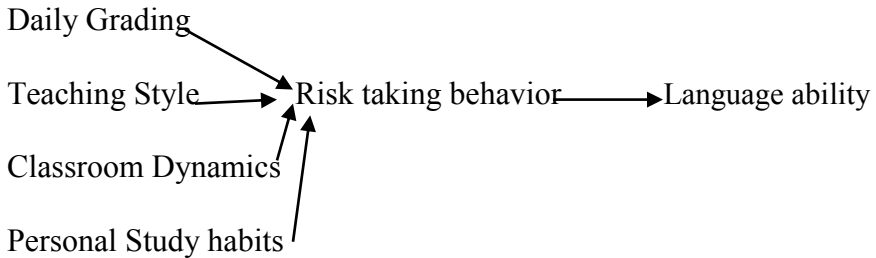 Daily Grading
Teaching Style Risk taking behavior Language ability
Classroom Dynamics
Personal Study habits